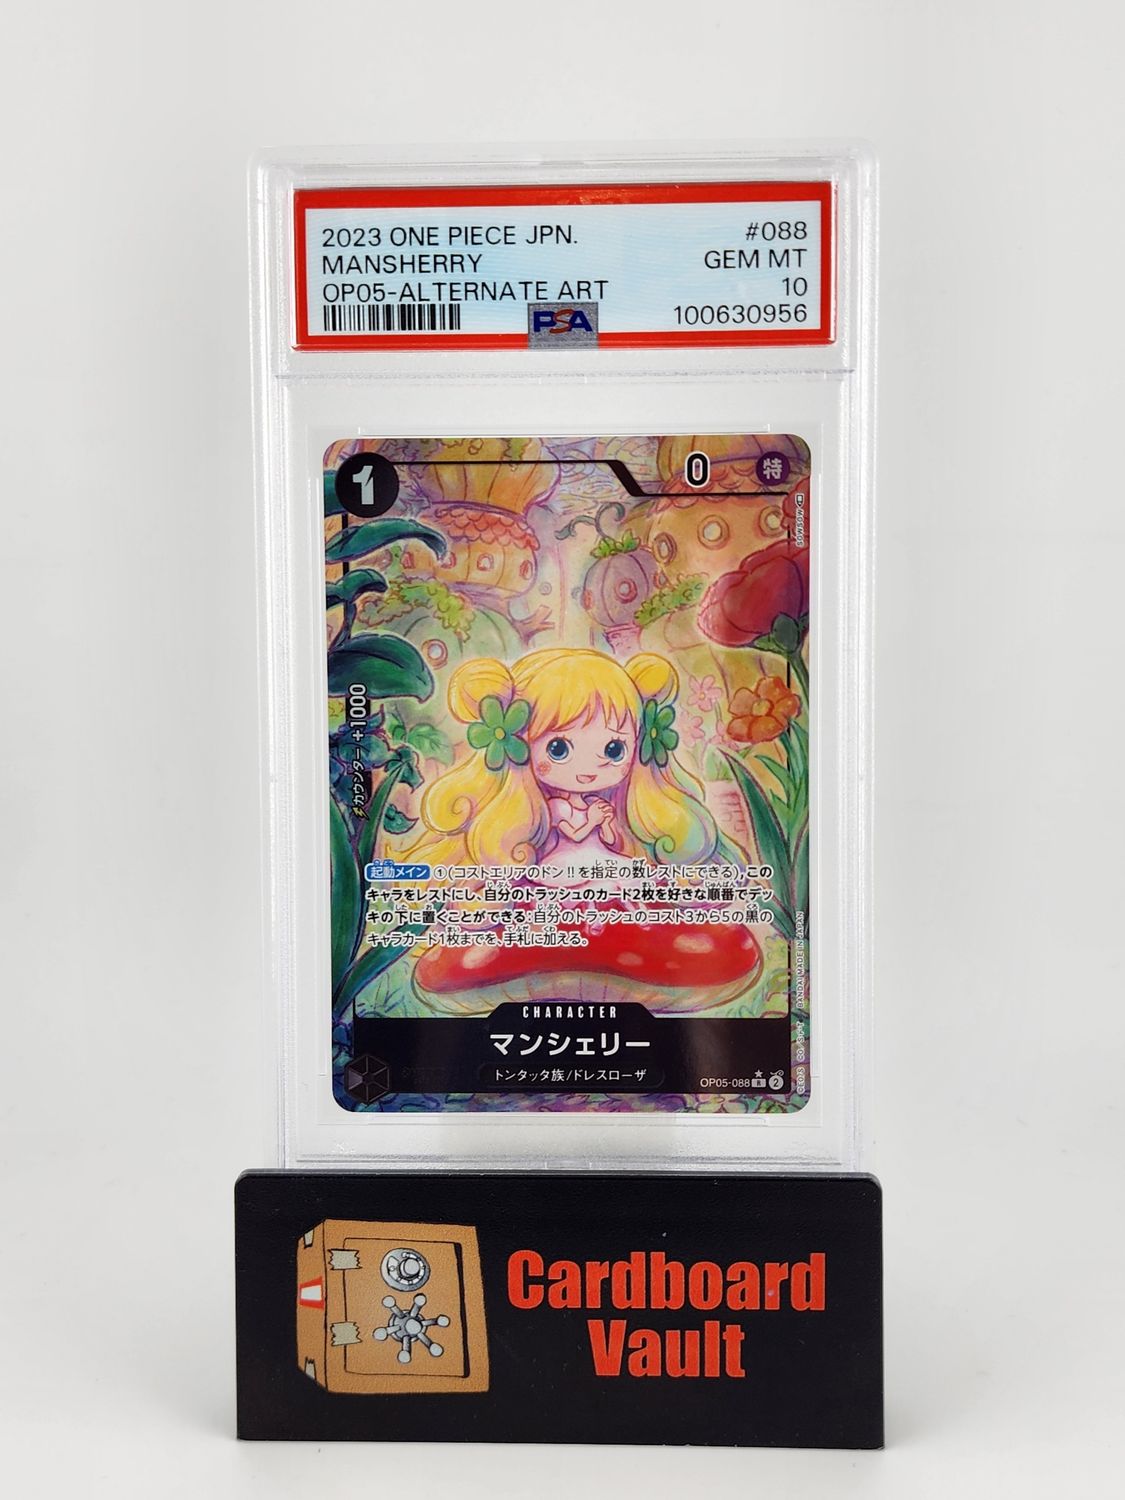 2023 ONE PIECE JPN.
#088
MANSHERRY
GEM MT
OP05-ALTERNATE ART
10
PSA
100630956
1
0
特
SOWSOW
カウンター +1000
起動メイン ①(コストエリアのドン!!を指定の数レストにできる),この
キャラをレストにし、自分のトラッシュのカード2枚を好きな順番でデッ
キの下に置くことができる:自分のトラッシュのコスト3から5の黒の
キャラカード1枚までを、手札に加える。
BANDAI MADE IN JAPAN
CHARACTER
マンシェリー
トンタッタ族/ドレスローザ
OP05-088 R 2
Cardboard
Vault